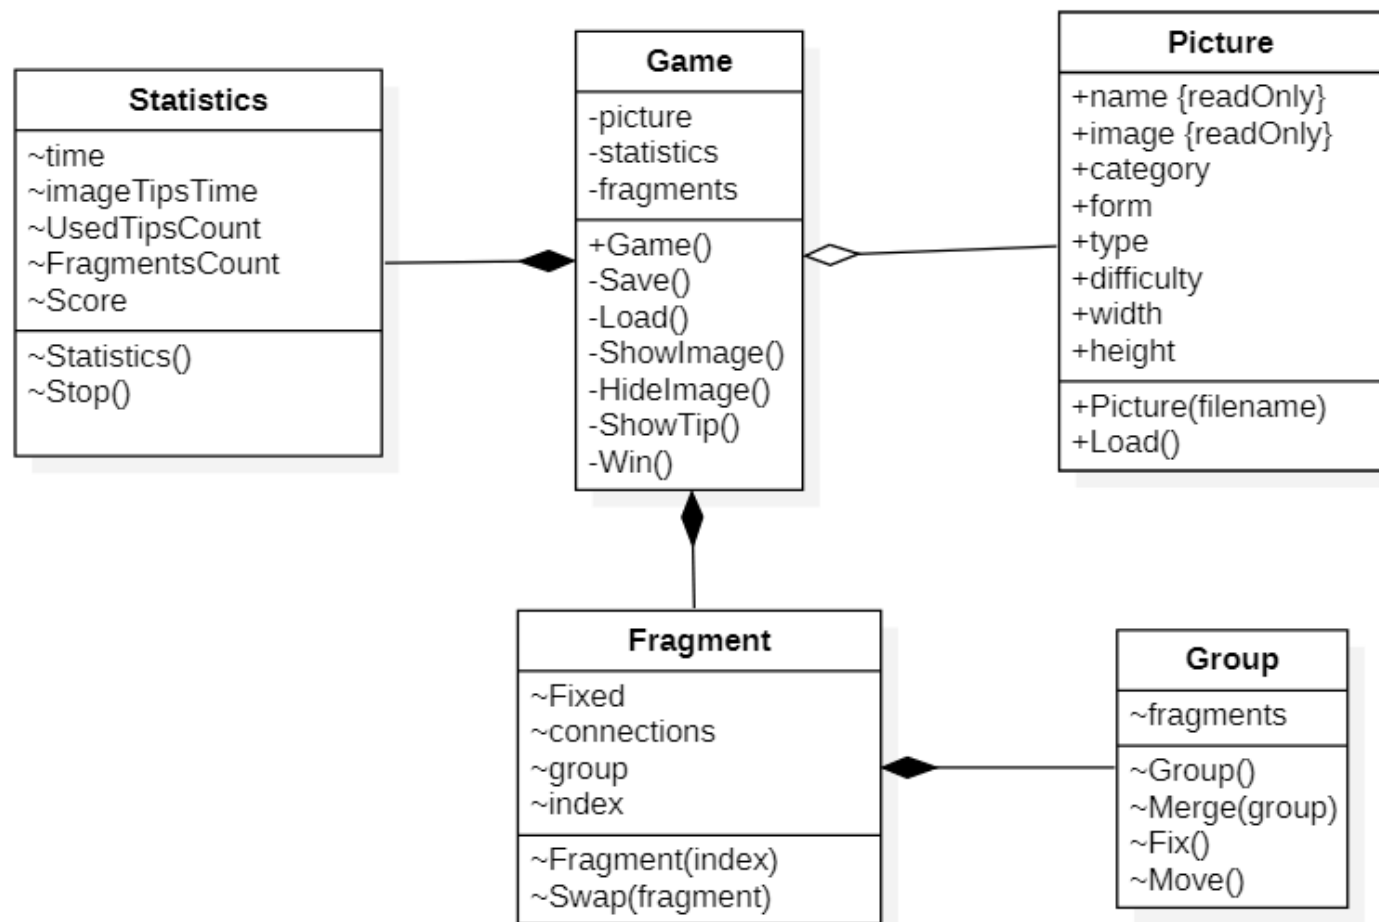 Statistics
~time
~imageTipsTime
~UsedTipsCount
~FragmentsCount
~Score
~Statistics()
~Stop()
Game
-picture
-statistics
-fragments
+Game()
-Save()
-Load()
-ShowImage()
-HideImage()
-ShowTip()
-Win()
Picture
+name {readOnly}
+image {readOnly}
+category
+form
+type
+difficulty
+width
+height
+Picture(filename)
+Load()
Fragment
~Fixed
~connections
~group
~index
~Fragment(index)
~Swap(fragment)
Group
~fragments
~Group()
~Merge(group)
~Fix()
~Move()